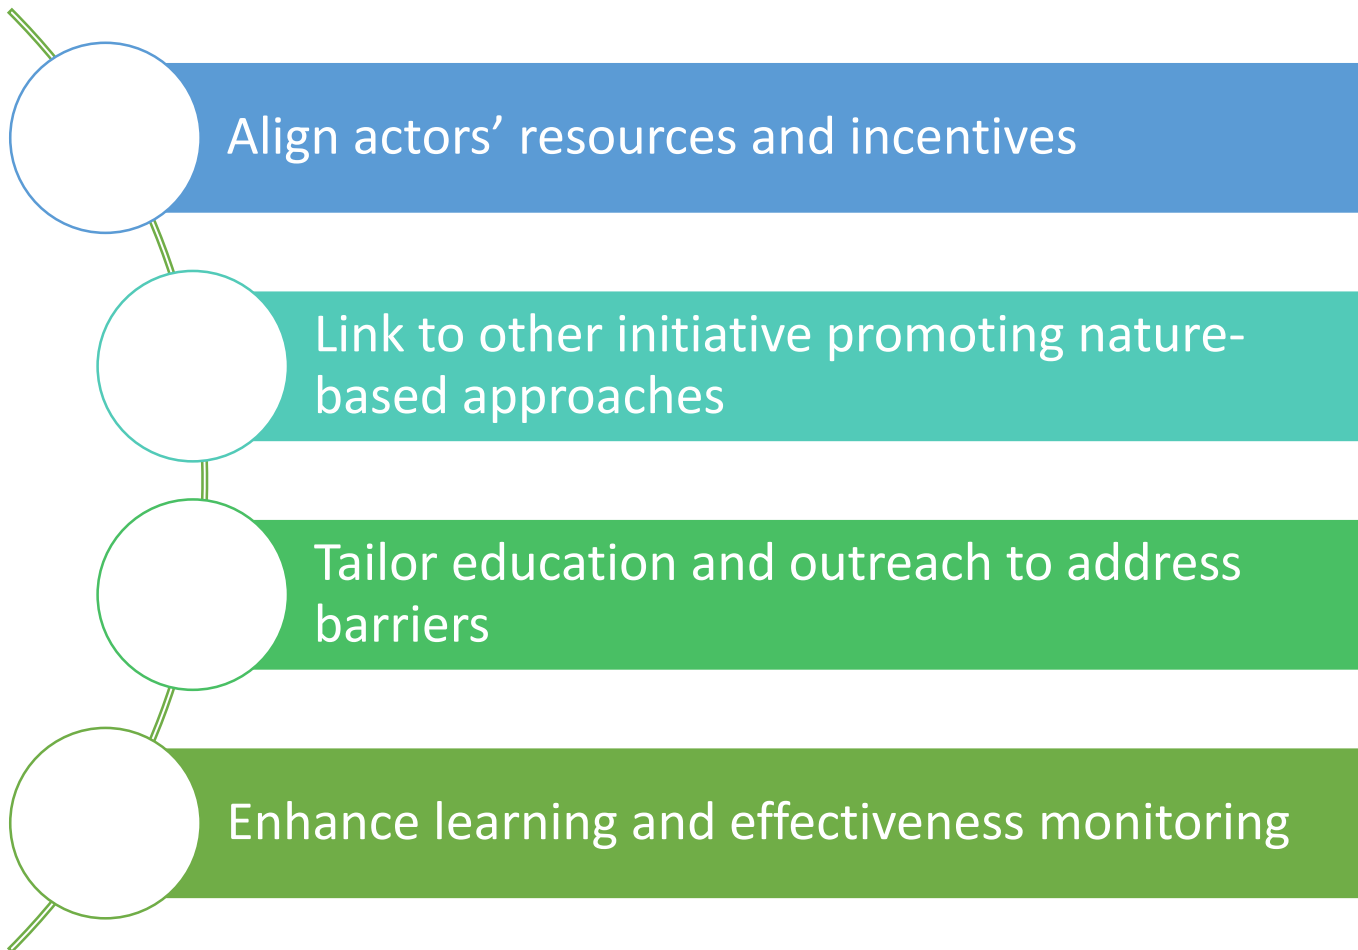 Align actors’ resources and incentives
Link to other initiative promoting nature-
based approaches
Tailor education and outreach to address
barriers
Enhance learning and effectiveness monitoring